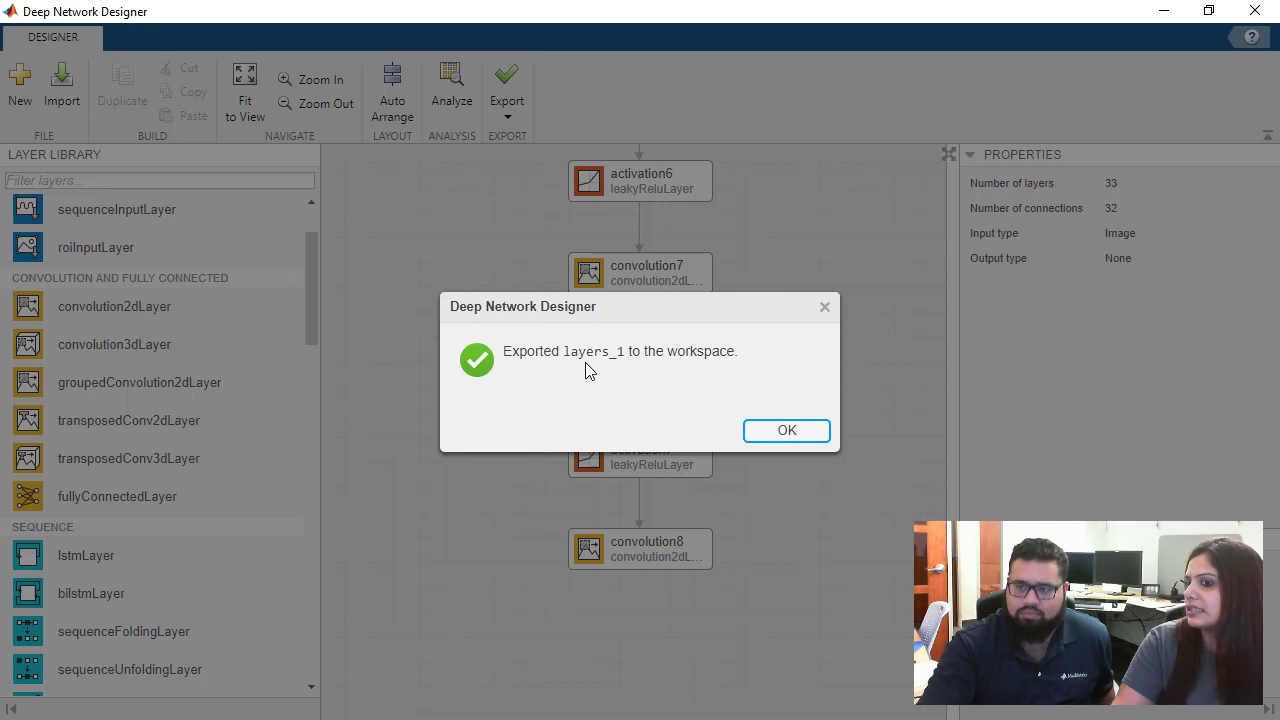 Deep Network Designer
DESIGNER
?
New
Import
Duplicate
Cut
Copy
Paste
Fit
to View
Zoom In
Zoom Out
Auto
Arrange
Analyze
Export
FILE
BUILD
NAVIGATE
LAYOUT
ANALYSIS
EXPORT
LAYER LIBRARY
Filter layers...
sequenceInputLayer
roiInputLayer
CONVOLUTION AND FULLY CONNECTED
convolution2dLayer
convolution3dLayer
groupedConvolution2dLayer
transposedConv2dLayer
transposedConv3dLayer
fullyConnectedLayer
SEQUENCE
lstmLayer
bilstmLayer
sequenceFoldingLayer
sequenceUnfoldingLayer
activation6
leakyReluLayer
convolution7
convolution2dL...
Deep Network Designer
Exported layers_1 to the workspace.
OK
leakyReluLayer
convolution8
convolution2dL...
PROPERTIES
Number of layers 33
Number of connections 32
Input type Image
Output type None
MathWorks